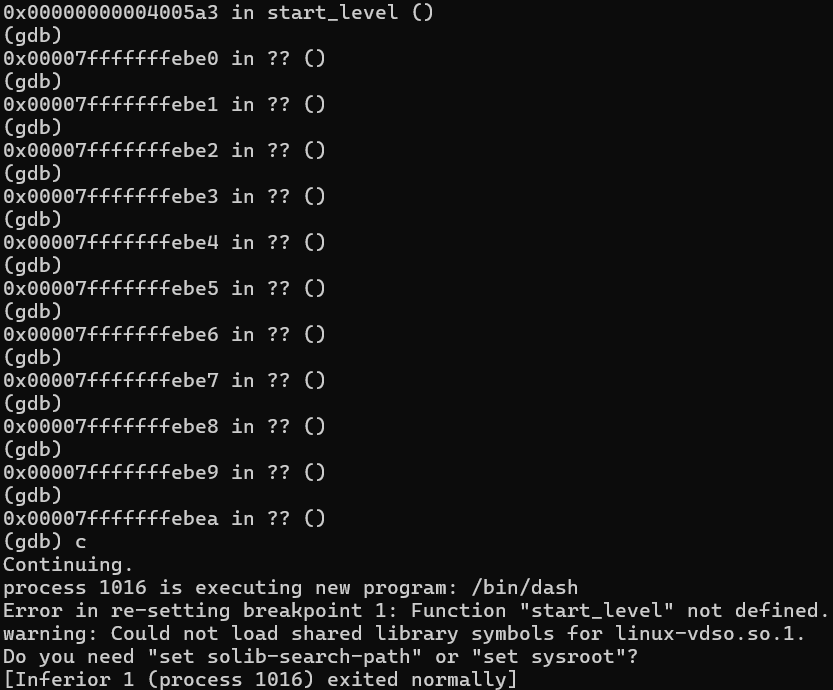 0x00000000004005a3 in start_level ()
(gdb)
0x00007fffffffebe0 in ?? ()
(gdb)
0x00007fffffffebe1 in ?? ()
(gdb)
0x00007fffffffebe2 in ?? ()
(gdb)
0x00007fffffffebe3 in ?? ()
(gdb)
0x00007fffffffebe4 in ?? ()
(gdb)
0x00007fffffffebe5 in ?? ()
(gdb)
0x00007fffffffebe6 in ?? ()
(gdb)
0x00007fffffffebe7 in ?? ()
(gdb)
0x00007fffffffebe8 in ?? ()
(gdb)
0x00007fffffffebe9 in ?? ()
(gdb)
0x00007fffffffebea in ?? ()
(gdb) c
Continuing.
process 1016 is executing new program: /bin/dash
Error in re-setting breakpoint 1: Function "start_level" not defined.
warning: Could not load shared library symbols for linux-vdso.so.1.
Do you need "set solib-search-path" or "set sysroot"?
[Inferior 1 (process 1016) exited normally]